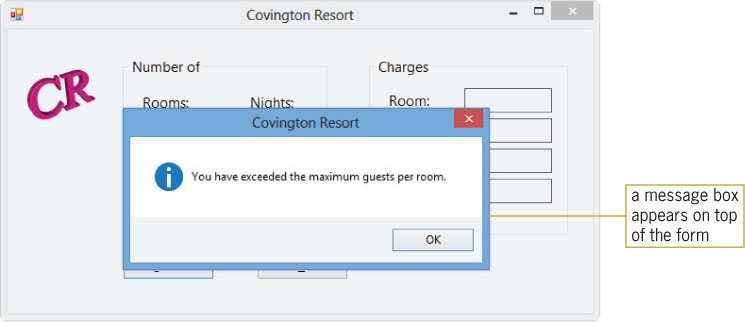 Covington Resort
CR
Number of
Charges
Rooms:
Nights:
Room:
Covington Resort
You have exceeded the maximum guests per room.
OK
a message box
appears on top
of the form